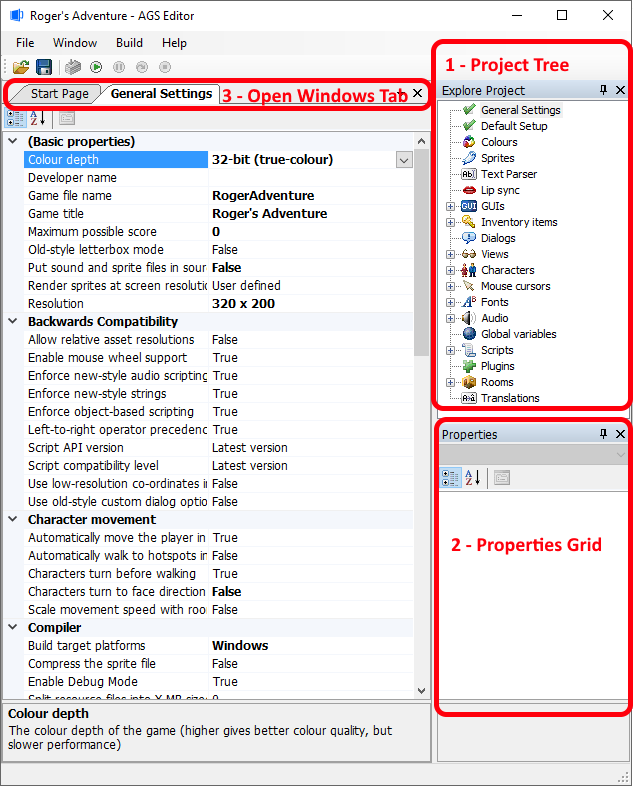 Roger's Adventure - AGS Editor
File Window Build Help
1 - Project Tree
Start Page General Settings 3 - Open Windows Tab
Explore Project
General Settings
Default Setup
Colours
Sprites
Text Parser
Lip sync
GUIs
Inventory items
Dialogs
Views
Characters
Mouse cursors
Fonts
Audio
Global variables
Scripts
Plugins
Rooms
Translations
(Basic properties)
Colour depth 32-bit (true-colour)
Developer name
Game file name RogerAdventure
Game title Roger's Adventure
Maximum possible score 0
Old-style letterbox mode False
Put sound and sprite files in sour False
Render sprites at screen resolutio User defined
Resolution 320 x 200
Backwards Compatibility
Allow relative asset resolutions False
Enable mouse wheel support True
Enforce new-style audio scripting True
Enforce new-style strings True
Enforce object-based scripting True
Left-to-right operator precedenc True
Script API version Latest version
Script compatibility level Latest version
Use low-resolution co-ordinates i False
Use old-style custom dialog optio False
Character movement
Automatically move the player in True
Automatically walk to hotspots in False
Characters turn before walking True
Characters turn to face direction False
Scale movement speed with roo False
Compiler
Build target platforms Windows
Compress the sprite file False
Enable Debug Mode True
Split resource files into X MB size 0
Properties
2 - Properties Grid
Colour depth
The colour depth of the game (higher gives better colour quality, but
slower performance)